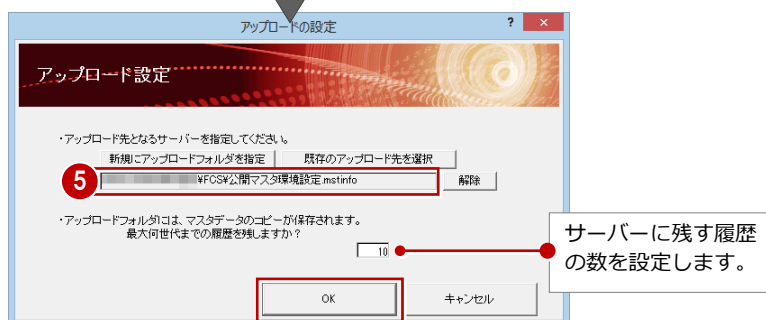 アップロードの設定
? ×
アップロード設定
・アップロード先となるサーバーを指定してください。
新規にアップロードフォルダを指定 既存のアップロード先を選択
5 ¥FCS¥公開マスタ環境設定.mstinfo 解除
・アップロードフォルダには、マスタデータのコピーが保存されます。
最大何世代までの履歴を残しますか？
10
サーバーに残す履歴
の数を設定します。
OK キャンセル